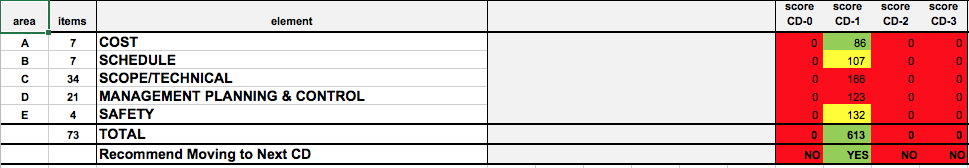 score score score score
area items element CD-0 CD-1 CD-2 CD-3
A 7 COST 0 86 0 0
B 7 SCHEDULE 0 107 0 0
C 34 SCOPE/TECHNICAL 0 166 0 0
D 21 MANAGEMENT PLANNING & CONTROL 0 123 0 0
E 4 SAFETY 0 132 0 0
73 TOTAL 0 613 0 0
Recommend Moving to Next CD NO YES NO NO